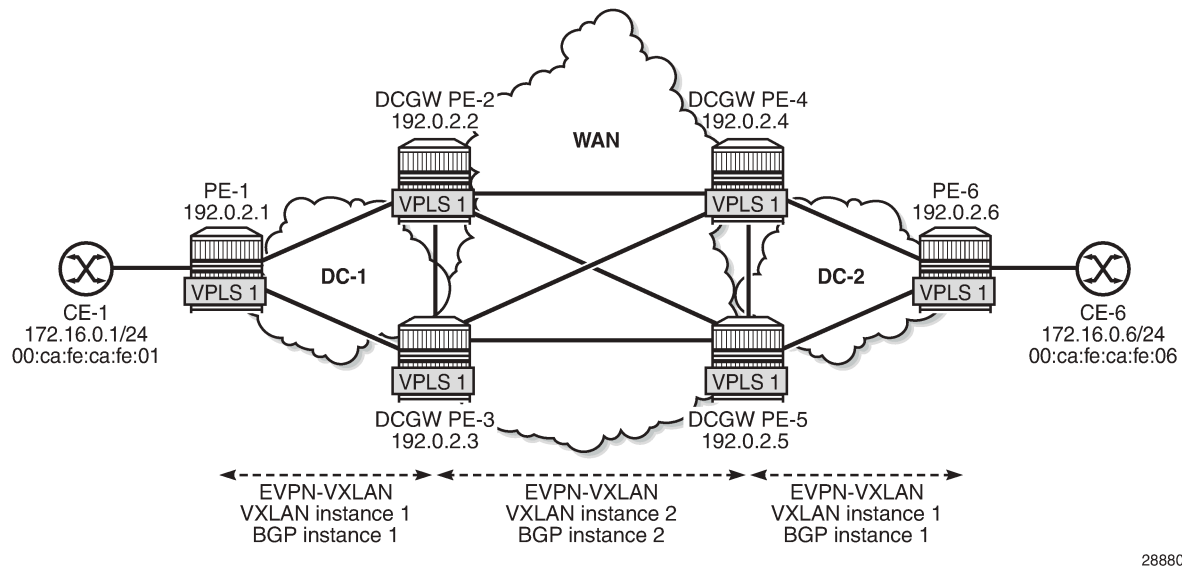 DCGW PE-2
192.0.2.2
DCGW PE-4
192.0.2.4
WAN
PE-1
192.0.2.1
VPLS 1
VPLS 1
PE-6
192.0.2.6
DC-1
DC-2
VPLS 1
VPLS 1
CE-1
172.16.0.1/24
00:ca:fe:ca:fe:01
CE-6
172.16.0.6/24
00:ca:fe:ca:fe:06
VPLS 1
VPLS 1
DCGW PE-3
192.0.2.3
DCGW PE-5
192.0.2.5
EVPN-VXLAN
VXLAN instance 1
BGP instance 1
EVPN-VXLAN
VXLAN instance 2
BGP instance 2
EVPN-VXLAN
VXLAN instance 1
BGP instance 1
28880